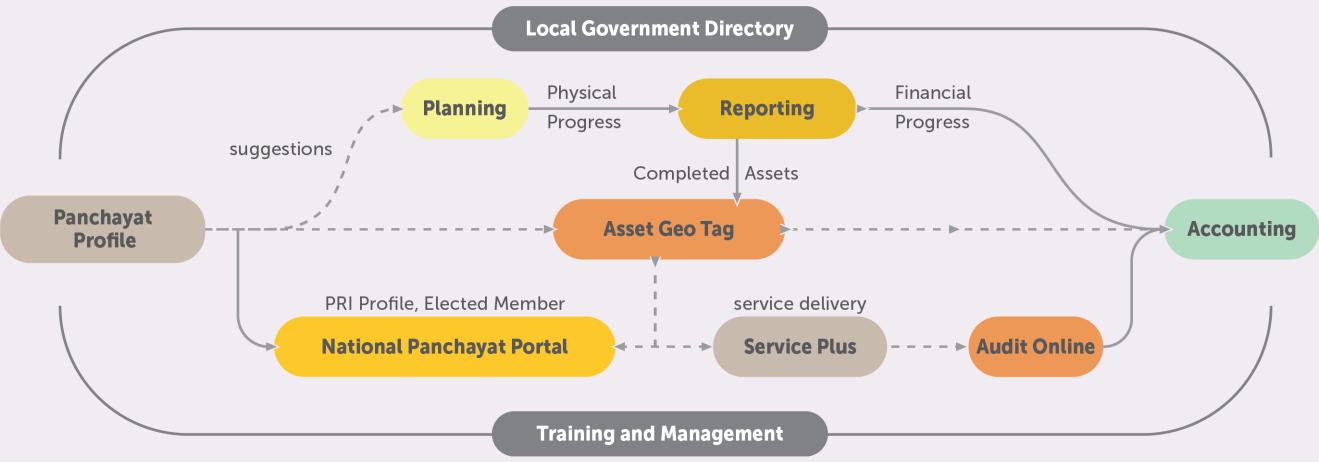 Local Government Directory
Planning
Physical
Progress
Reporting
Financial
Progress
suggestions
Completed Assets
Panchayat
Profile
Asset Geo Tag
Accounting
PRI Profile, Elected Member
service delivery
National Panchayat Portal
Service Plus
Audit Online
Training and Management